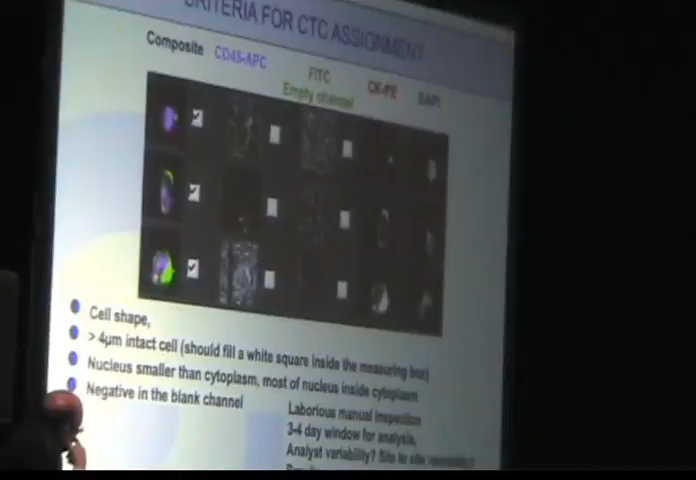 CRITERIA FOR CTC ASSIGNMENT
Composite CD45-APC FITC CK-PE DAPI
Empty channel
Cell shape,
> 4µm intact cell (should fill a white square inside the measuring box)
Nucleus smaller than cytoplasm, most of nucleus inside cytoplasm
Negative in the blank channel
Laborious manual inspection
3-4 day window for analysis.
Analyst variability? Site to site